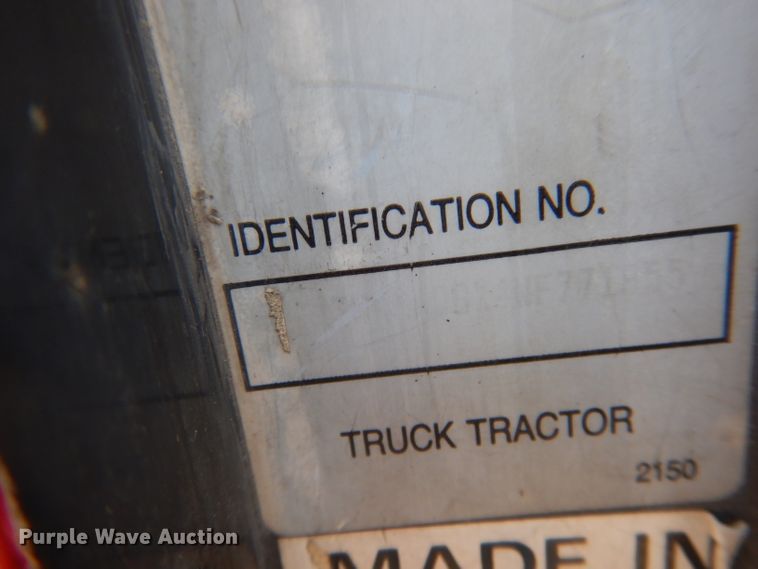 IDENTIFICATION NO.
TRUCK TRACTOR
2150
MADE IN
Purple Wave Auction